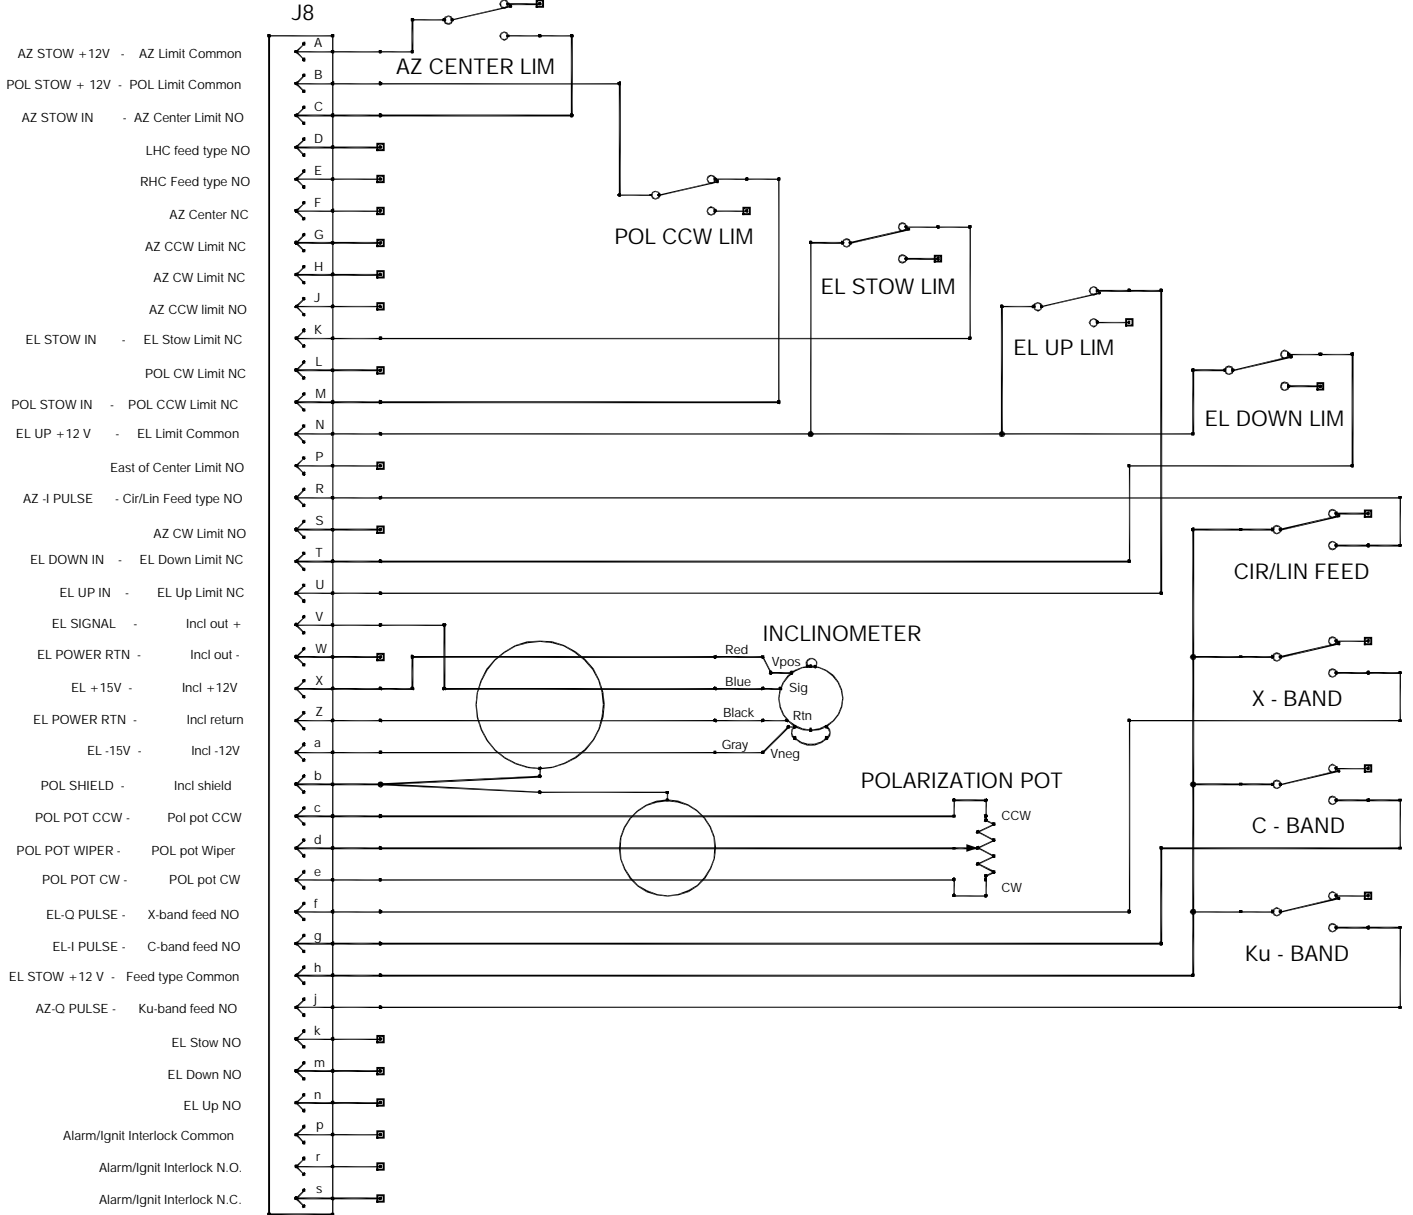 J8
AZ STOW +12V - AZ Limit Common A
AZ CENTER LIM
POL STOW + 12V - POL Limit Common B
AZ STOW IN - AZ Center Limit NO C
LHC feed type NO D
RHC Feed type NO E
AZ Center NC F
POL CCW LIM
AZ CCW Limit NC G
AZ CW Limit NC H
EL STOW LIM
AZ CCW limit NO J
EL STOW IN - EL Stow Limit NC K
EL UP LIM
POL CW Limit NC L
POL STOW IN - POL CCW Limit NC M
EL DOWN LIM
EL UP +12 V - EL Limit Common N
East of Center Limit NO P
AZ -I PULSE - Cir/Lin Feed type NO R
AZ CW Limit NO S
EL DOWN IN - EL Down Limit NC T
CIR/LIN FEED
EL UP IN - EL Up Limit NC U
EL SIGNAL - Incl out + V
INCLINOMETER
EL POWER RTN - Incl out - W
Red
Vpos
EL +15V - Incl +12V X
Blue
Sig
X - BAND
EL POWER RTN - Incl return Z
Black
Rtn
EL -15V - Incl -12V a
Gray
Vneg
POL SHIELD - Incl shield b
POLARIZATION POT
POL POT CCW - Pol pot CCW c
CCW
C - BAND
POL POT WIPER - POL pot Wiper d
POL POT CW - POL pot CW e
CW
EL-Q PULSE - X-band feed NO f
EL-I PULSE - C-band feed NO g
Ku - BAND
EL STOW +12 V - Feed type Common h
AZ-Q PULSE - Ku-band feed NO j
EL Stow NO k
EL Down NO m
EL Up NO n
Alarm/Ignit Interlock Common p
Alarm/Ignit Interlock N.O. r
Alarm/Ignit Interlock N.C. s